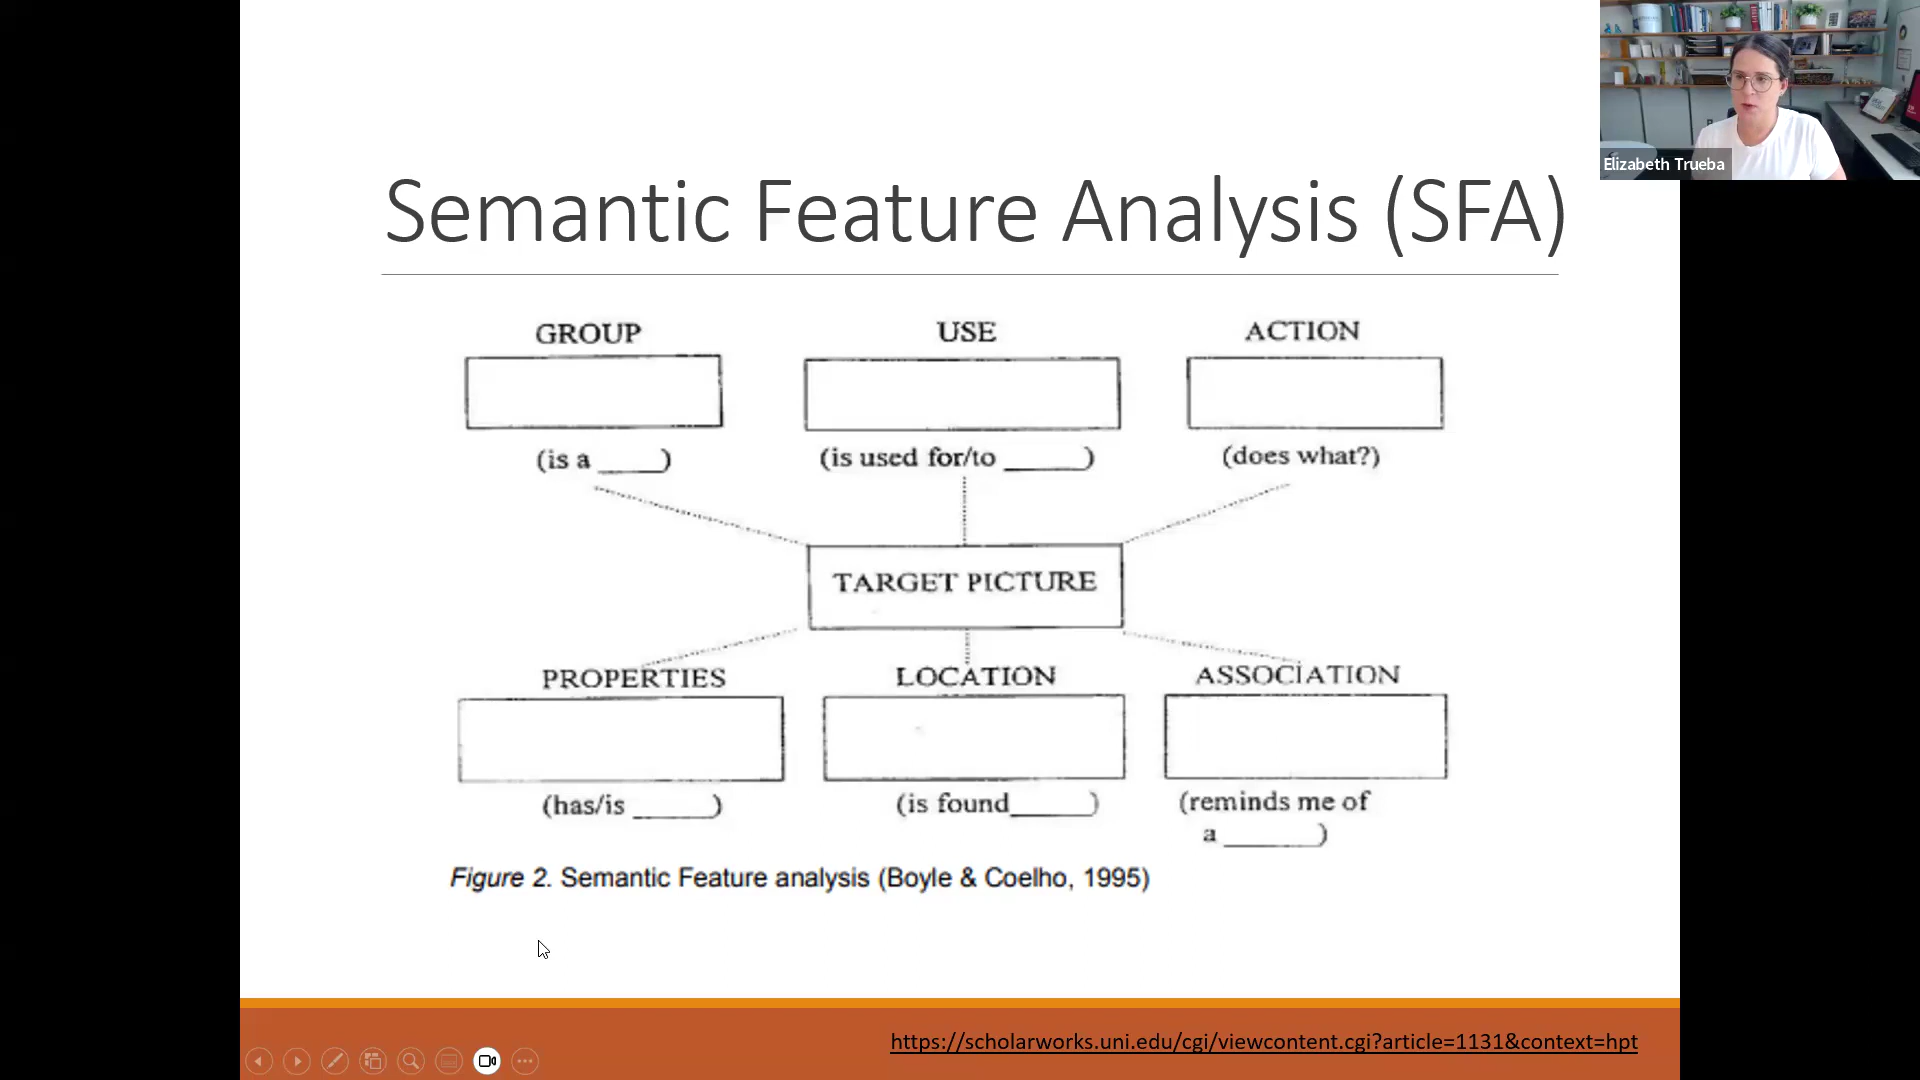 Elizabeth Trueba
Semantic Feature Analysis (SFA)
GROUP USE ACTION
(is a _____) (is used for/to ______) (does what?)
TARGET PICTURE
PROPERTIES LOCATION ASSOCIATION
(has/is ______) (is found______) (reminds me of
a _______)
Figure 2. Semantic Feature analysis (Boyle & Coelho, 1995)
https://scholarworks.uni.edu/cgi/viewcontent.cgi?article=1131&context=hpt